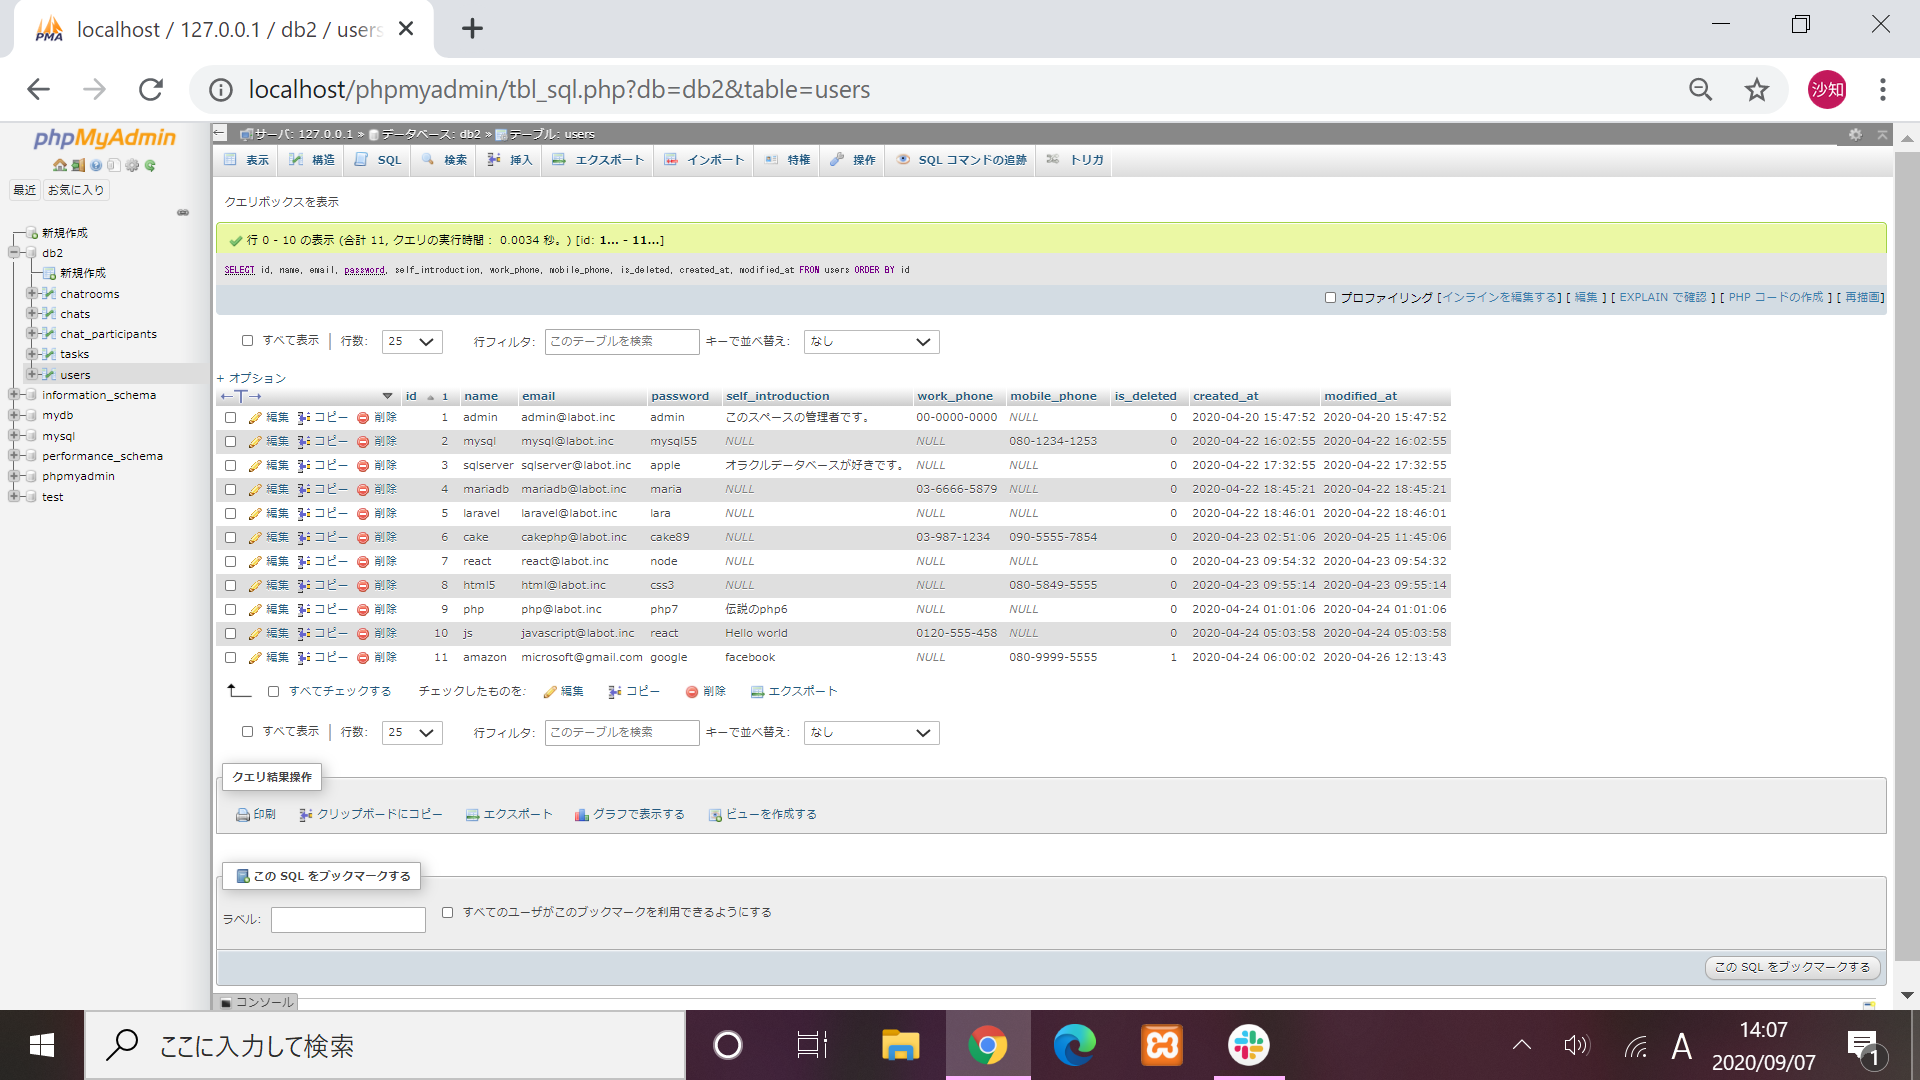 localhost / 127.0.0.1 / db2 / users
localhost/phpmyadmin/tbl_sql.php?db=db2&table=users
沙知
phpMyAdmin
最近 お気に入り
新規作成
db2
新規作成
chatrooms
chats
chat_participants
tasks
users
information_schema
mydb
mysql
performance_schema
phpmyadmin
test
サーバ: 127.0.0.1 » データベース: db2 » テーブル: users
表示 構造 SQL 検索 挿入 エクスポート インポート 特権 操作 SQL コマンドの追跡 トリガ
クエリボックスを表示
行 0 - 10 の表示 (合計 11, クエリの実行時間： 0.0034 秒。) [id: 1... - 11...]
SELECT id, name, email, password, self_introduction, work_phone, mobile_phone, is_deleted, created_at, modified_at FROM users ORDER BY id
プロファイリング [インラインを編集する] [ 編集 ] [ EXPLAIN で確認 ] [ PHP コードの作成 ] [ 再描画]
すべて表示 行数: 25 行フィルタ: このテーブルを検索 キーで並べ替え: なし
+ オプション
←T→ id 1 name email password self_introduction work_phone mobile_phone is_deleted created_at modified_at
編集 コピー 削除 1 admin admin@labot.inc admin このスペースの管理者です。 00-0000-0000 NULL 0 2020-04-20 15:47:52 2020-04-20 15:47:52
編集 コピー 削除 2 mysql mysql@labot.inc mysql55 NULL NULL 080-1234-1253 0 2020-04-22 16:02:55 2020-04-22 16:02:55
編集 コピー 削除 3 sqlserver sqlserver@labot.inc apple オラクルデータベースが好きです。 NULL NULL 0 2020-04-22 17:32:55 2020-04-22 17:32:55
編集 コピー 削除 4 mariadb mariadb@labot.inc maria NULL 03-6666-5879 NULL 0 2020-04-22 18:45:21 2020-04-22 18:45:21
編集 コピー 削除 5 laravel laravel@labot.inc lara NULL NULL NULL 0 2020-04-22 18:46:01 2020-04-22 18:46:01
編集 コピー 削除 6 cake cakephp@labot.inc cake89 NULL 03-987-1234 090-5555-7854 0 2020-04-23 02:51:06 2020-04-25 11:45:06
編集 コピー 削除 7 react react@labot.inc node NULL NULL NULL 0 2020-04-23 09:54:32 2020-04-23 09:54:32
編集 コピー 削除 8 html5 html@labot.inc css3 NULL NULL 080-5849-5555 0 2020-04-23 09:55:14 2020-04-23 09:55:14
編集 コピー 削除 9 php php@labot.inc php7 伝説のphp6 NULL NULL 0 2020-04-24 01:01:06 2020-04-24 01:01:06
編集 コピー 削除 10 js javascript@labot.inc react Hello world 0120-555-458 NULL 0 2020-04-24 05:03:58 2020-04-24 05:03:58
編集 コピー 削除 11 amazon microsoft@gmail.com google facebook NULL 080-9999-5555 1 2020-04-24 06:00:02 2020-04-26 12:13:43
すべてチェックする チェックしたものを: 編集 コピー 削除 エクスポート
すべて表示 行数: 25 行フィルタ: このテーブルを検索 キーで並べ替え: なし
クエリ結果操作
印刷 クリップボードにコピー エクスポート グラフで表示する ビューを作成する
この SQL をブックマークする
ラベル: すべてのユーザがこのブックマークを利用できるようにする
この SQL をブックマークする
コンソール
ここに入力して検索
A
14:07
2020/09/07
1